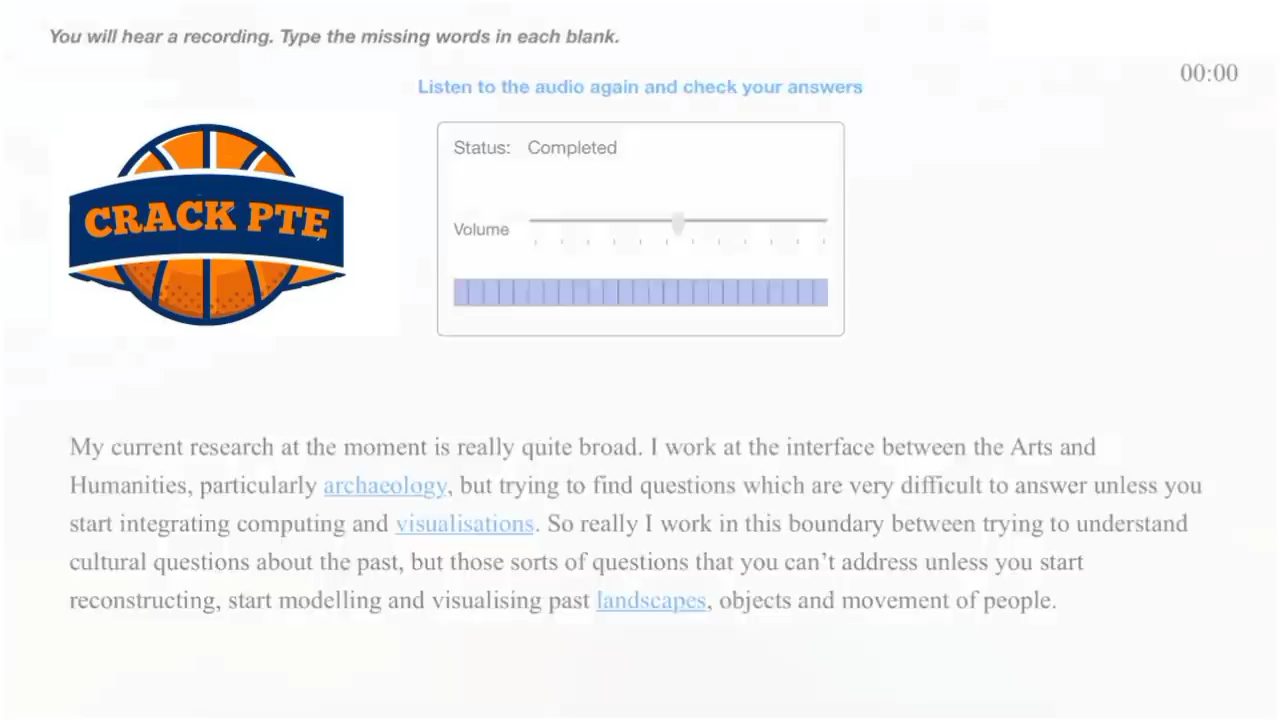 You will hear a recording. Type the missing words in each blank.
00:00
Listen to the audio again and check your answers
Status: Completed
CRACK PTE
Volume
My current research at the moment is really quite broad. I work at the interface between the Arts and
Humanities, particularly archaeology, but trying to find questions which are very difficult to answer unless you
start integrating computing and visualisations. So really I work in this boundary between trying to understand
cultural questions about the past, but those sorts of questions that you can’t address unless you start
reconstructing, start modelling and visualising past landscapes, objects and movement of people.